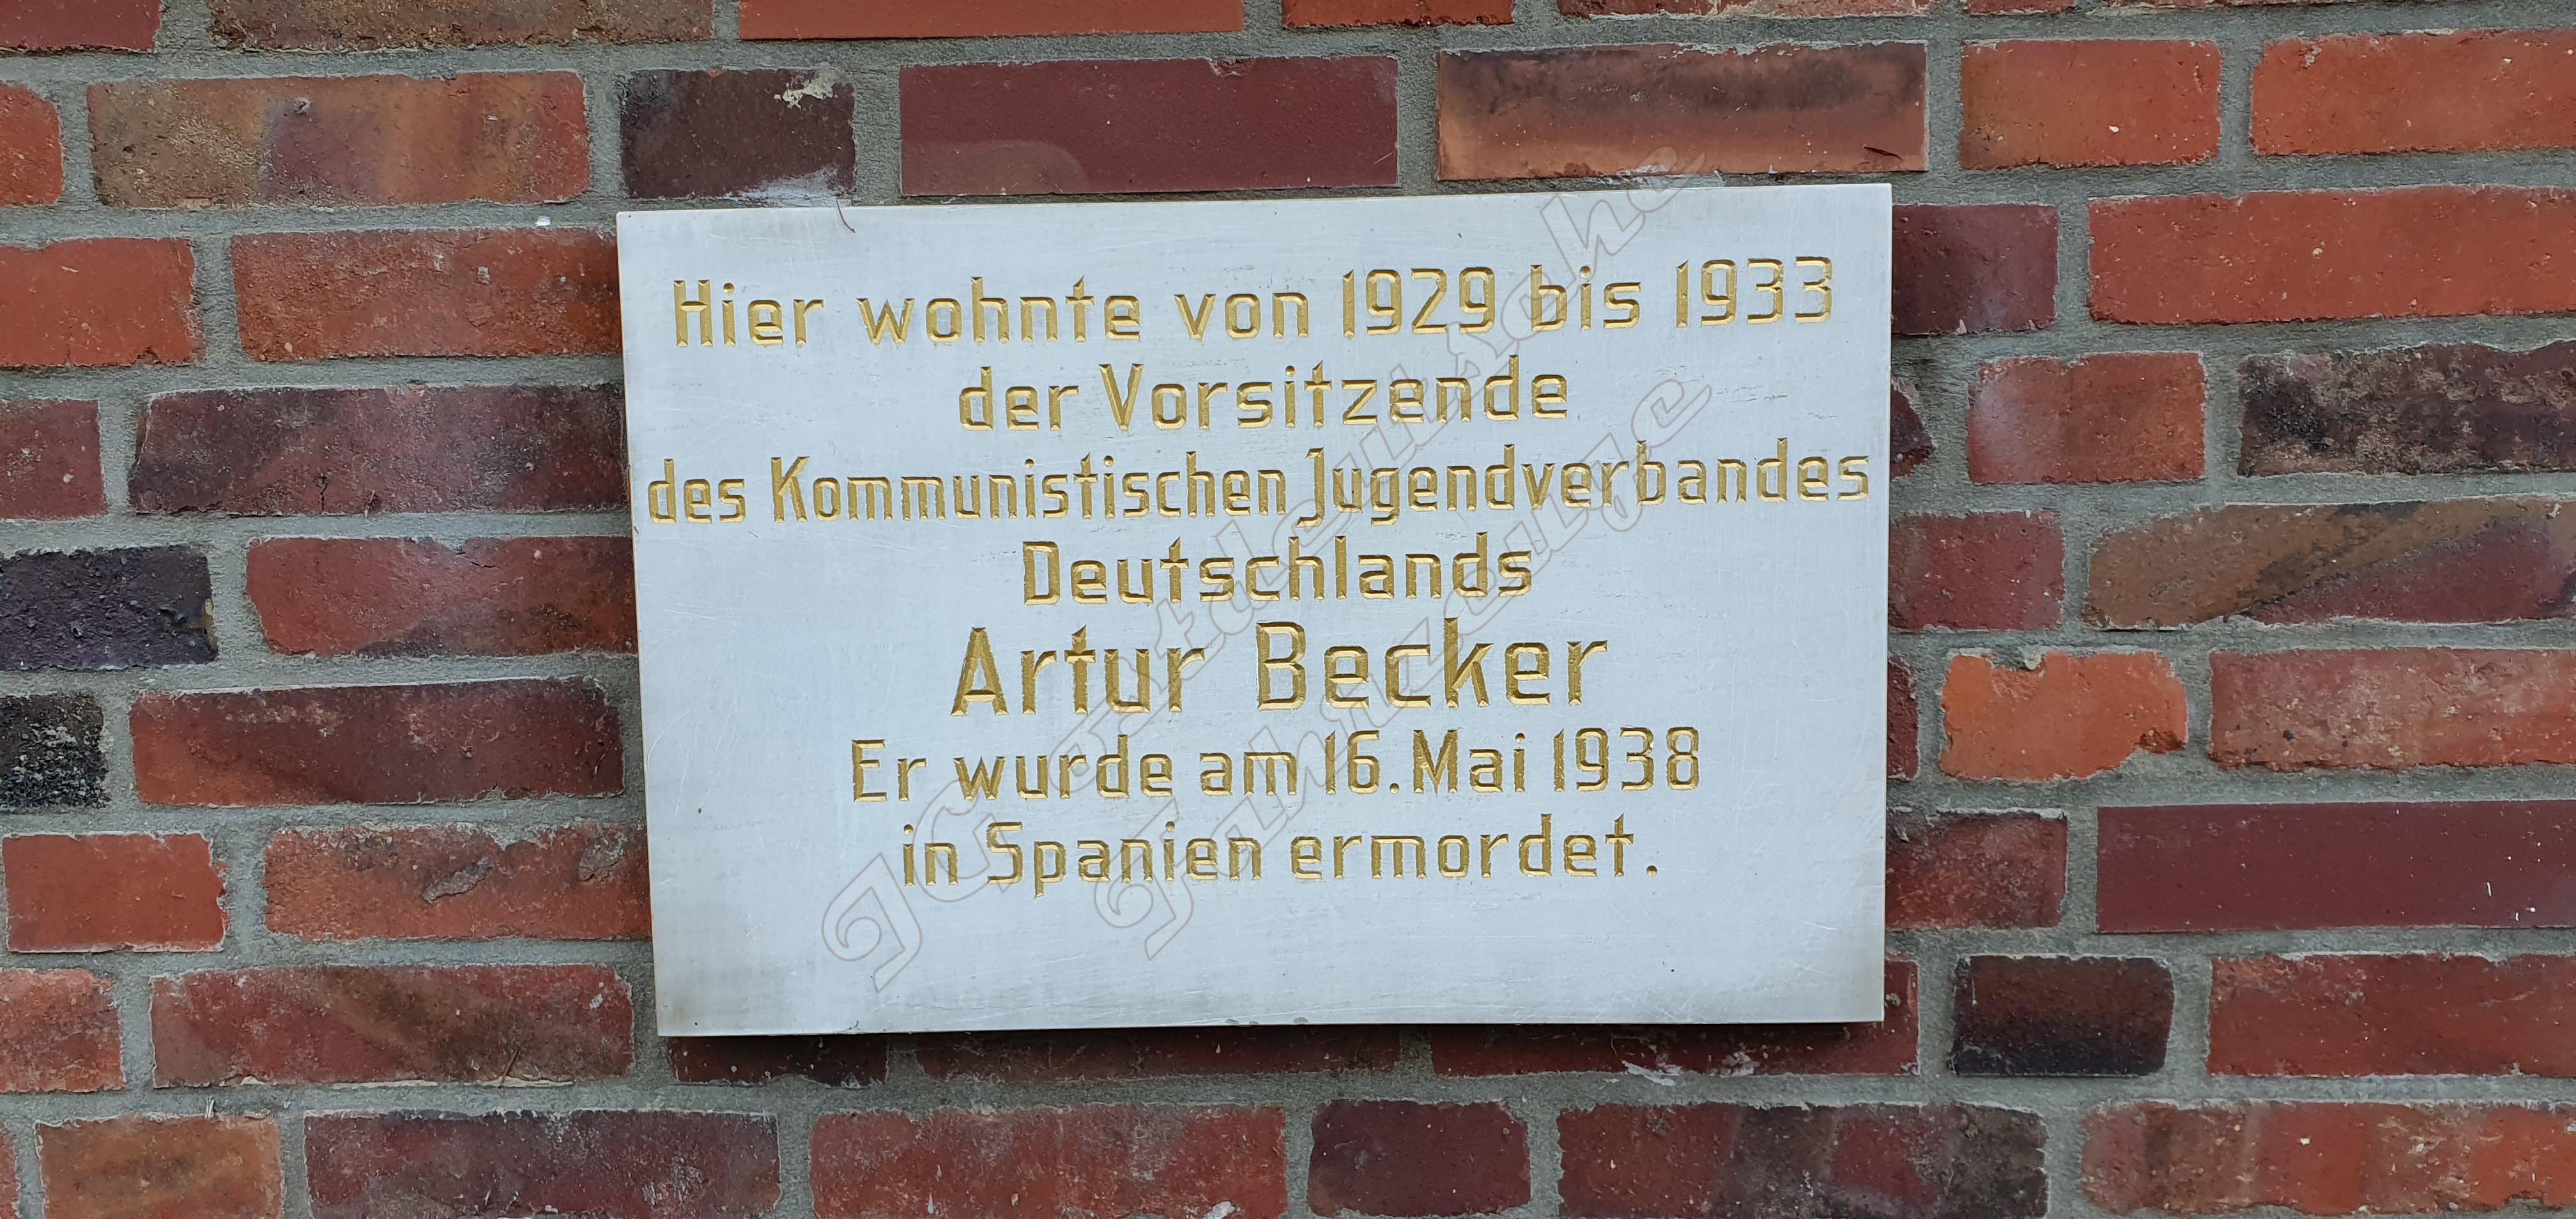 Hier wohnte von 1929 bis 1933
der Vorsitzende
des Kommunistischen Jugendverbandes
Deutschlands
Artur Becker
Er wurde am 16. Mai 1938
in Spanien ermordet.